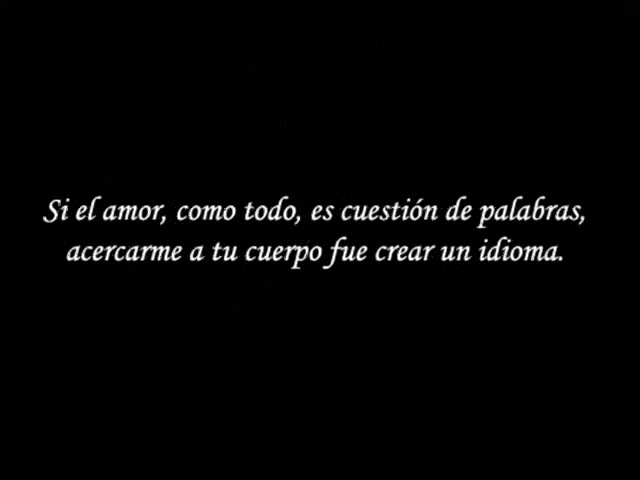 Si el amor, como todo, es cuestión de palabras,
acercarme a tu cuerpo fue crear un idioma.